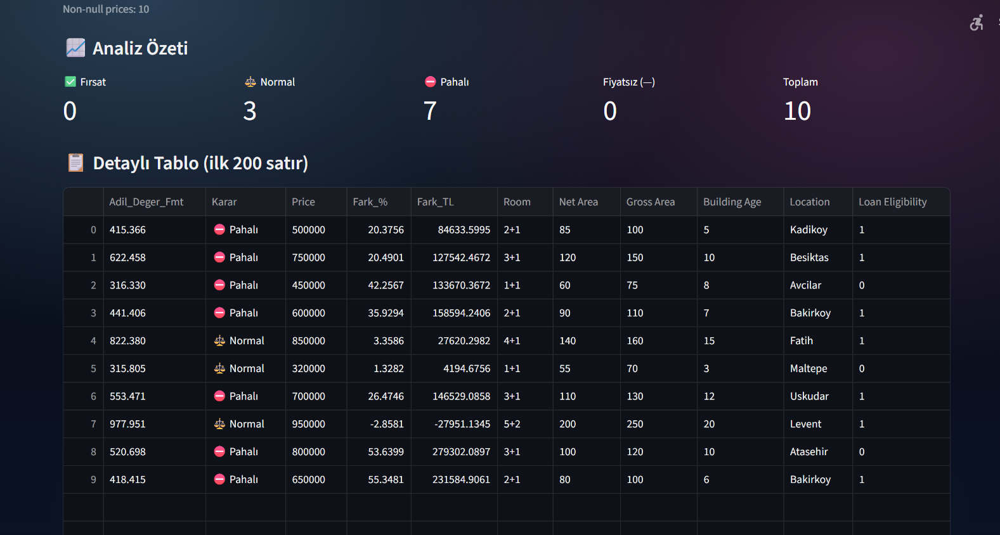 Non-null prices: 10
Analiz Özeti
Fırsat Normal Pahalı Fiyatsız (—) Toplam
0 3 7 0 10
Detaylı Tablo (ilk 200 satır)
Adil_Deger_Fmt Karar Price Fark_% Fark_TL Room Net Area Gross Area Building Age Location Loan Eligibility
0 415.366 Pahalı 500000 20.3756 84633.5995 2+1 85 100 5 Kadikoy 1
1 622.458 Pahalı 750000 20.4901 127542.4672 3+1 120 150 10 Besiktas 1
2 316.330 Pahalı 450000 42.2567 133670.3672 1+1 60 75 8 Avcilar 0
3 441.406 Pahalı 600000 35.9294 158594.2406 2+1 90 110 7 Bakirkoy 1
4 822.380 Normal 850000 3.3586 27620.2982 4+1 140 160 15 Fatih 1
5 315.805 Normal 320000 1.3282 4194.6756 1+1 55 70 3 Maltepe 0
6 553.471 Pahalı 700000 26.4746 146529.0858 3+1 110 130 12 Uskudar 1
7 977.951 Normal 950000 -2.8581 -27951.1345 5+2 200 250 20 Levent 1
8 520.698 Pahalı 800000 53.6399 279302.0897 3+1 100 120 10 Atasehir 0
9 418.415 Pahalı 650000 55.3481 231584.9061 2+1 80 100 6 Bakirkoy 1